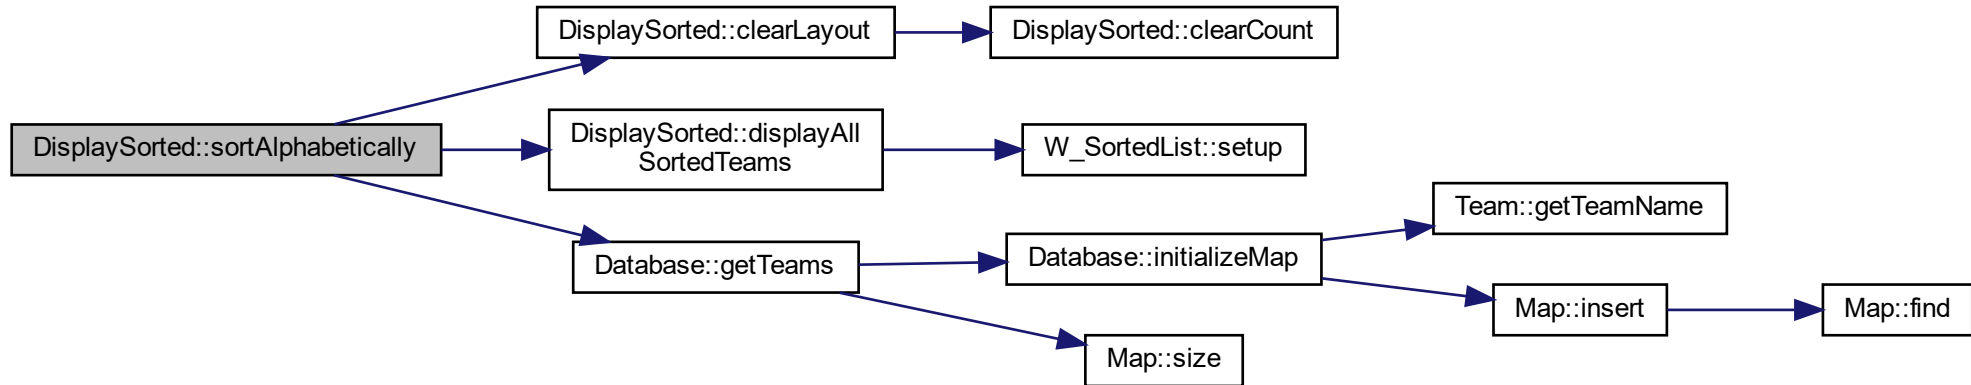 DisplaySorted::clearLayout
DisplaySorted::clearCount
DisplaySorted::sortAlphabetically
DisplaySorted::displayAll
SortedTeams
W_SortedList::setup
Team::getTeamName
Database::getTeams
Database::initializeMap
Map::insert
Map::find
Map::size